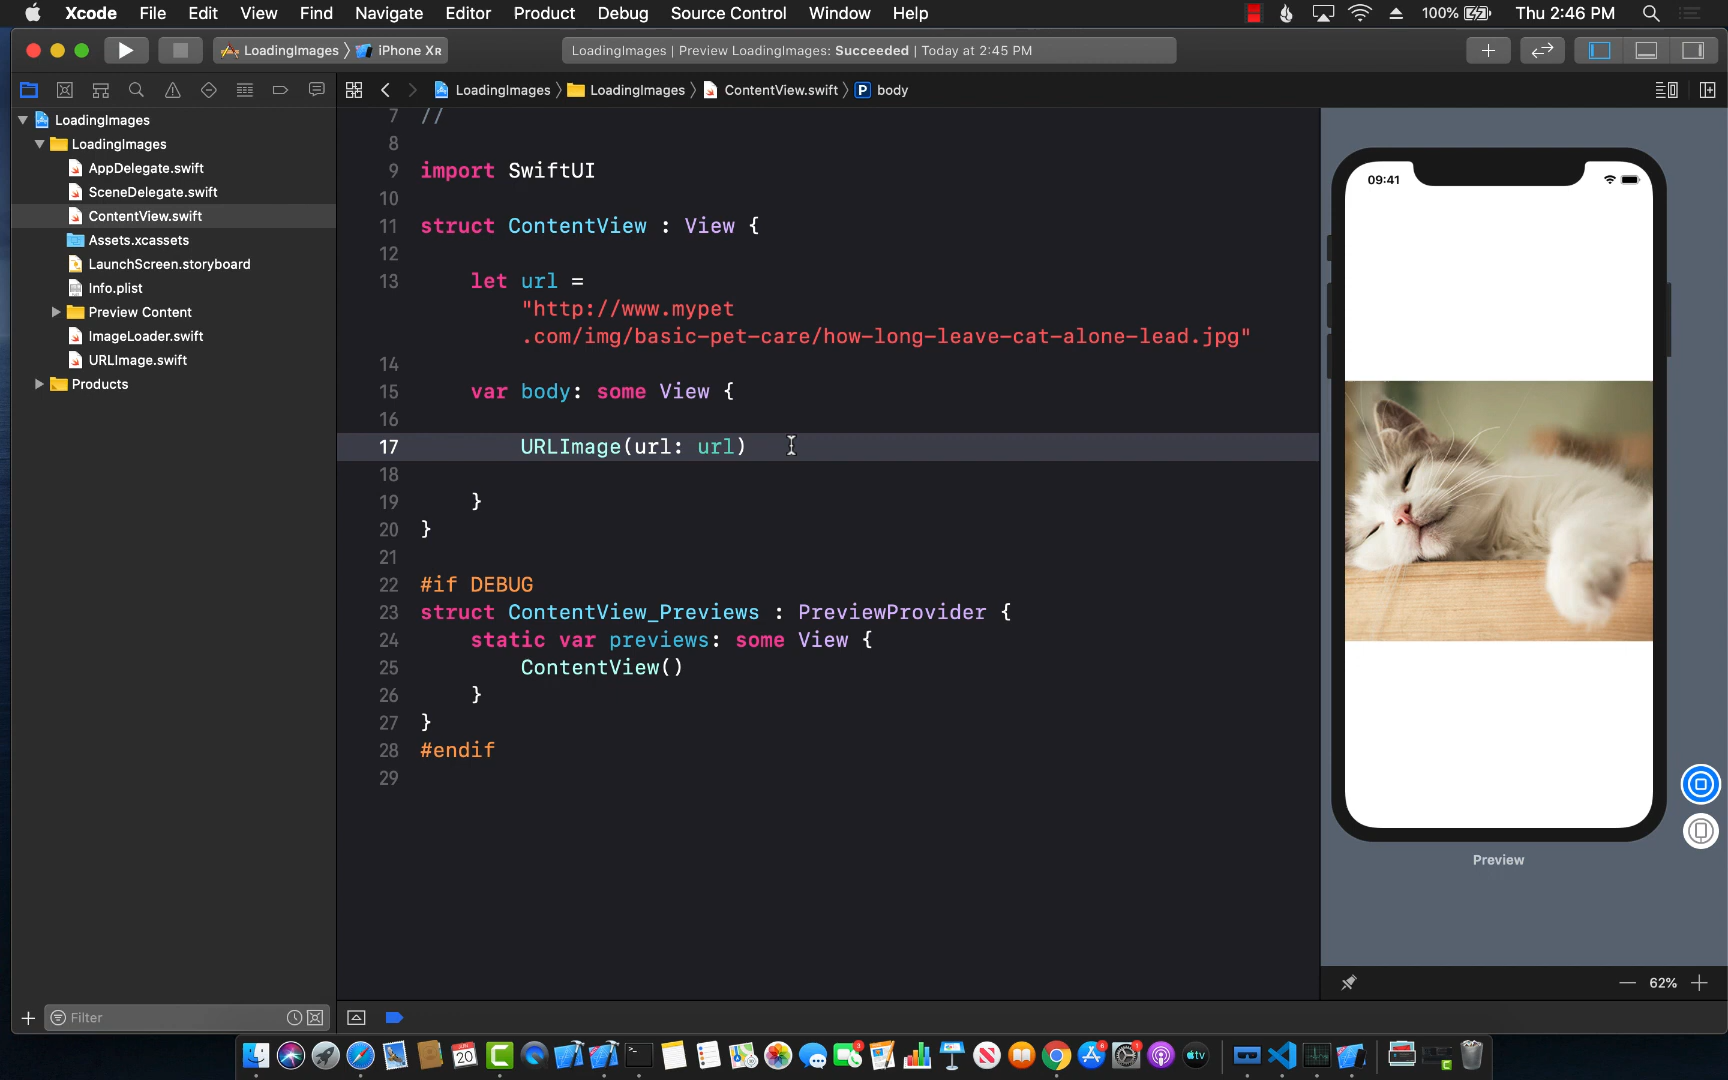 Xcode File Edit View Find Navigate Editor Product Debug Source Control Window Help 100% Thu 2:46 PM
LoadingImages iPhone XR LoadingImages | Preview LoadingImages: Succeeded | Today at 2:45 PM
LoadingImages LoadingImages ContentView.swift P body
LoadingImages
LoadingImages
AppDelegate.swift
SceneDelegate.swift
ContentView.swift
Assets.xcassets
LaunchScreen.storyboard
Info.plist
Preview Content
ImageLoader.swift
URLImage.swift
Products
Filter
7 //
8
9 import SwiftUI
10
11 struct ContentView : View {
12
13 let url =
"http://www.mypet
.com/img/basic-pet-care/how-long-leave-cat-alone-lead.jpg"
14
15 var body: some View {
16
17 URLImage(url: url)
18
19 }
20 }
21
22 #if DEBUG
23 struct ContentView_Previews : PreviewProvider {
24 static var previews: some View {
25 ContentView()
26 }
27 }
28 #endif
29
09:41
Preview
62%